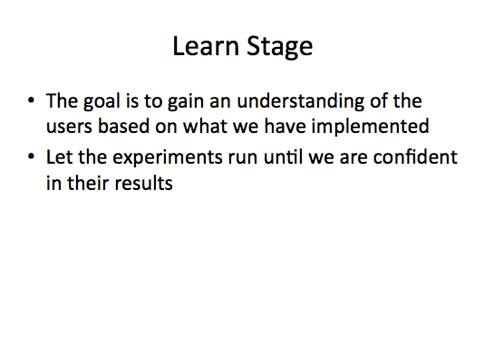 Learn Stage
• The goal is to gain an understanding of the
users based on what we have implemented
• Let the experiments run until we are confident
in their results